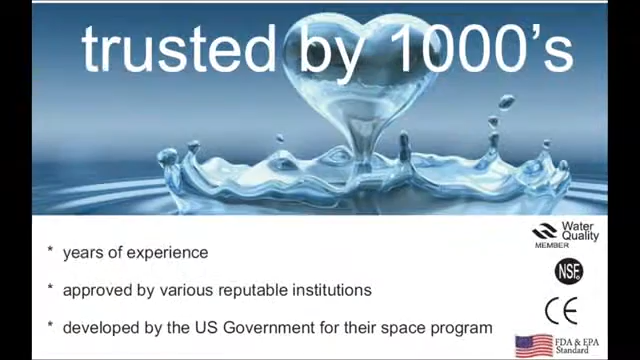 trusted by 1000's
* years of experience
* approved by various reputable institutions
* developed by the US Government for their space program
Water
Quality
MEMBER
NSF
CE
FDA & EPA
Standard